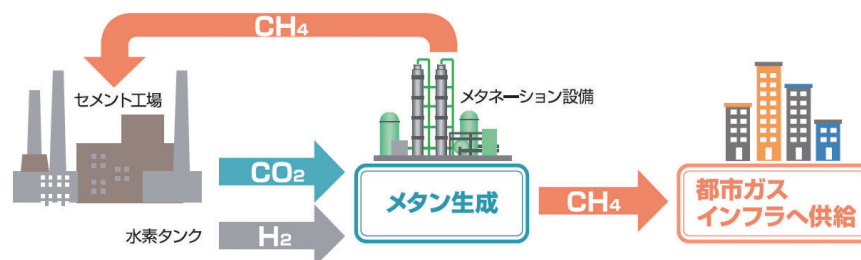 CH₄
セメント工場
メタネーション設備
CO₂
メタン生成
水素タンク
H₂
CH₄
都市ガス
インフラへ供給